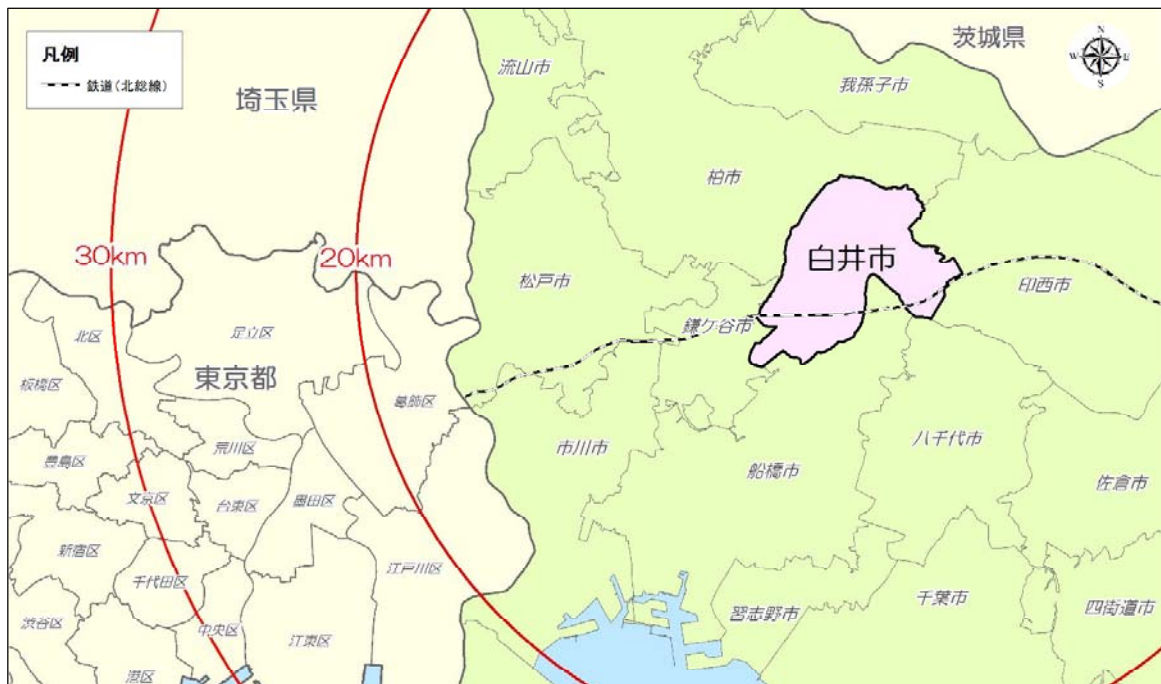 凡例
鉄道(北総線)
茨城県
N
W
E
S
流山市
我孫子市
埼玉県
柏市
白井市
30km
20km
松戸市
印西市
北区
足立区
鎌ケ谷市
板橋区
東京都
葛飾区
荒川区
市川市
八千代市
豊島区
船橋市
文京区
台東区
墨田区
佐倉市
新宿区
千代田区
江戸川区
千葉市
習志野市
四街道市
渋谷区
中央区
江東区
港区